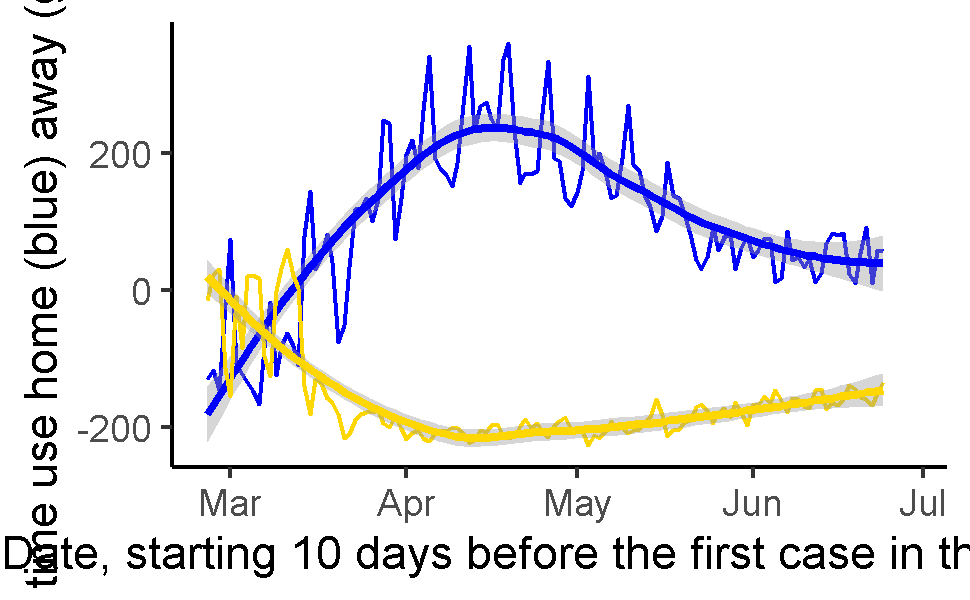 time use home (blue) away (
200
0
-200
Mar Apr May Jun Jul
Date, starting 10 days before the first case in th